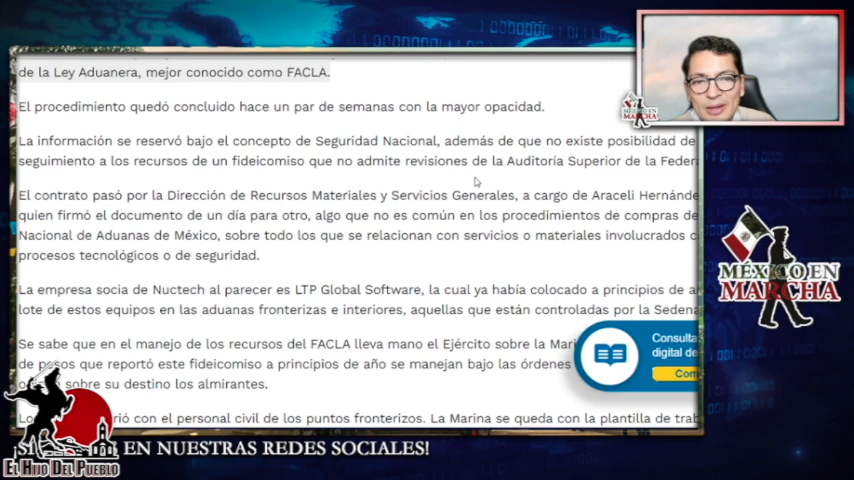 de la Ley Aduanera, mejor conocido como FACLA.
El procedimiento quedó concluido hace un par de semanas con la mayor opacidad.
La información se reservó bajo el concepto de Seguridad Nacional, además de que no existe posibilidad de
seguimiento a los recursos de un fideicomiso que no admite revisiones de la Auditoría Superior de la
El contrato pasó por la Dirección de Recursos Materiales y Servicios Generales, a cargo de Araceli
quien firmó el documento de un día para otro, algo que no es común en los procedimientos de compras de
Nacional de Aduanas de México, sobre todo los que se relacionan con servicios o materiales involucrados
procesos tecnológicos o de seguridad.
La empresa socia de Nuctech al parecer es LTP Global Software, la cual ya había colocado a principios de
lote de estos equipos en las aduanas fronterizas e interiores, aquellas que están controladas por la
Se sabe que en el manejo de los recursos del FACLA lleva mano el Ejército sobre la
de pesos que reportó este fideicomiso a principios de año se manejan bajo las órdenes
sobre su destino los almirantes.
con el personal civil de los puntos fronterizos. La Marina se queda con la plantilla de
Consulta
digital de
MÉXICO EN
MARCHA
MÉXICO EN
MARCHA
EN NUESTRAS REDES SOCIALES!
EL HIJO DEL PUEBLO